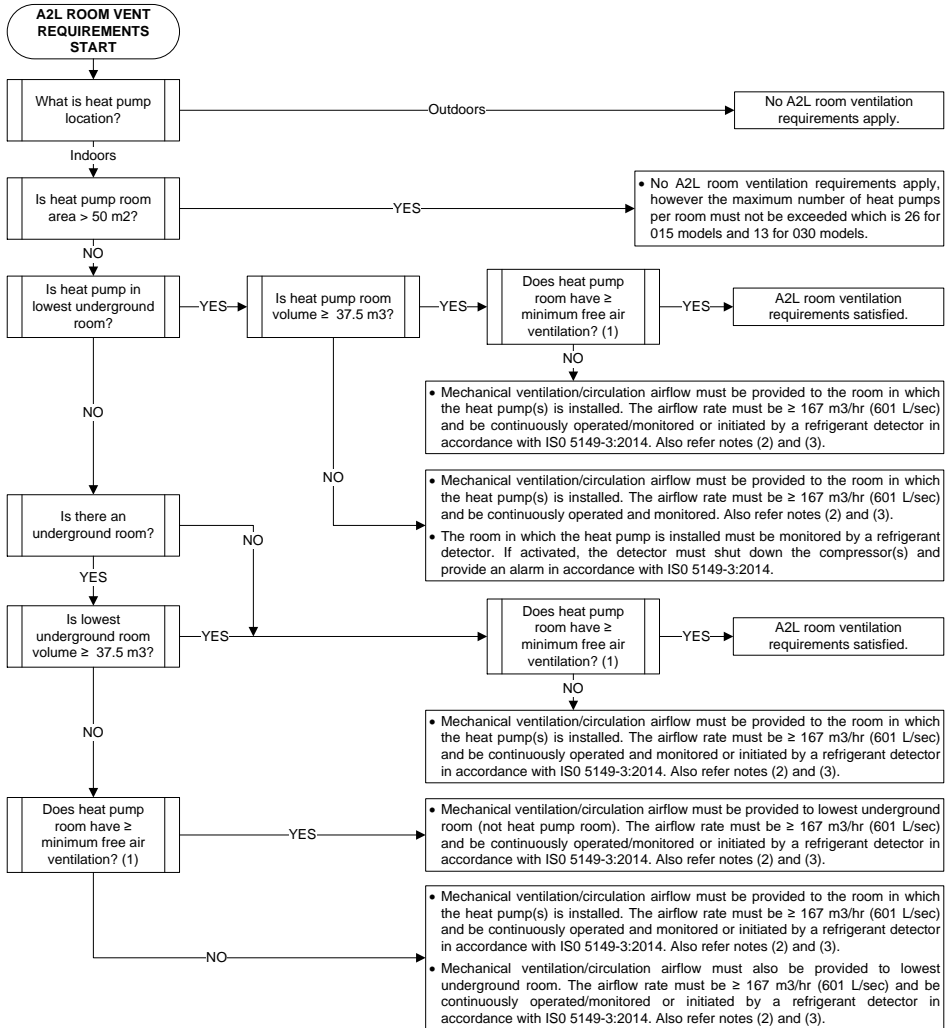 A2L ROOM VENT
REQUIREMENTS
START
What is heat pump
location?
Outdoors
No A2L room ventilation
requirements apply.
Indoors
Is heat pump room
area > 50 m2?
YES
• No A2L room ventilation requirements apply,
however the maximum number of heat pumps
per room must not be exceeded which is 26 for
015 models and 13 for 030 models.
NO
Is heat pump in
lowest underground
room?
YES
Is heat pump room
volume ≥ 37.5 m3?
YES
Does heat pump
room have ≥
minimum free air
ventilation? (1)
YES
A2L room ventilation
requirements satisfied.
NO
• Mechanical ventilation/circulation airflow must be provided to the room in which
the heat pump(s) is installed. The airflow rate must be ≥ 167 m3/hr (601 L/sec)
and be continuously operated/monitored or initiated by a refrigerant detector in
accordance with IS0 5149-3:2014. Also refer notes (2) and (3).
NO
NO
• Mechanical ventilation/circulation airflow must be provided to the room in which
the heat pump(s) is installed. The airflow rate must be ≥ 167 m3/hr (601 L/sec)
and be continuously operated and monitored. Also refer notes (2) and (3).
• The room in which the heat pump is installed must be monitored by a refrigerant
detector. If activated, the detector must shut down the compressor(s) and
provide an alarm in accordance with IS0 5149-3:2014.
Is there an
underground room?
NO
YES
Is lowest
underground room
volume ≥ 37.5 m3?
YES
Does heat pump
room have ≥
minimum free air
ventilation? (1)
YES
A2L room ventilation
requirements satisfied.
NO
• Mechanical ventilation/circulation airflow must be provided to the room in which
the heat pump(s) is installed. The airflow rate must be ≥ 167 m3/hr (601 L/sec)
and be continuously operated and monitored or initiated by a refrigerant detector
in accordance with IS0 5149-3:2014. Also refer notes (2) and (3).
NO
Does heat pump
room have ≥
minimum free air
ventilation? (1)
YES
• Mechanical ventilation/circulation airflow must be provided to lowest underground
room (not heat pump room). The airflow rate must be ≥ 167 m3/hr (601 L/sec)
and be continuously operated/monitored or initiated by a refrigerant detector in
accordance with IS0 5149-3:2014. Also refer notes (2) and (3).
NO
• Mechanical ventilation/circulation airflow must be provided to the room in which
the heat pump(s) is installed. The airflow rate must be ≥ 167 m3/hr (601 L/sec)
and be continuously operated and monitored or initiated by a refrigerant detector
in accordance with IS0 5149-3:2014. Also refer notes (2) and (3).
• Mechanical ventilation/circulation airflow must also be provided to lowest
underground room. The airflow rate must be ≥ 167 m3/hr (601 L/sec) and be
continuously operated/monitored or initiated by a refrigerant detector in
accordance with IS0 5149-3:2014. Also refer notes (2) and (3).